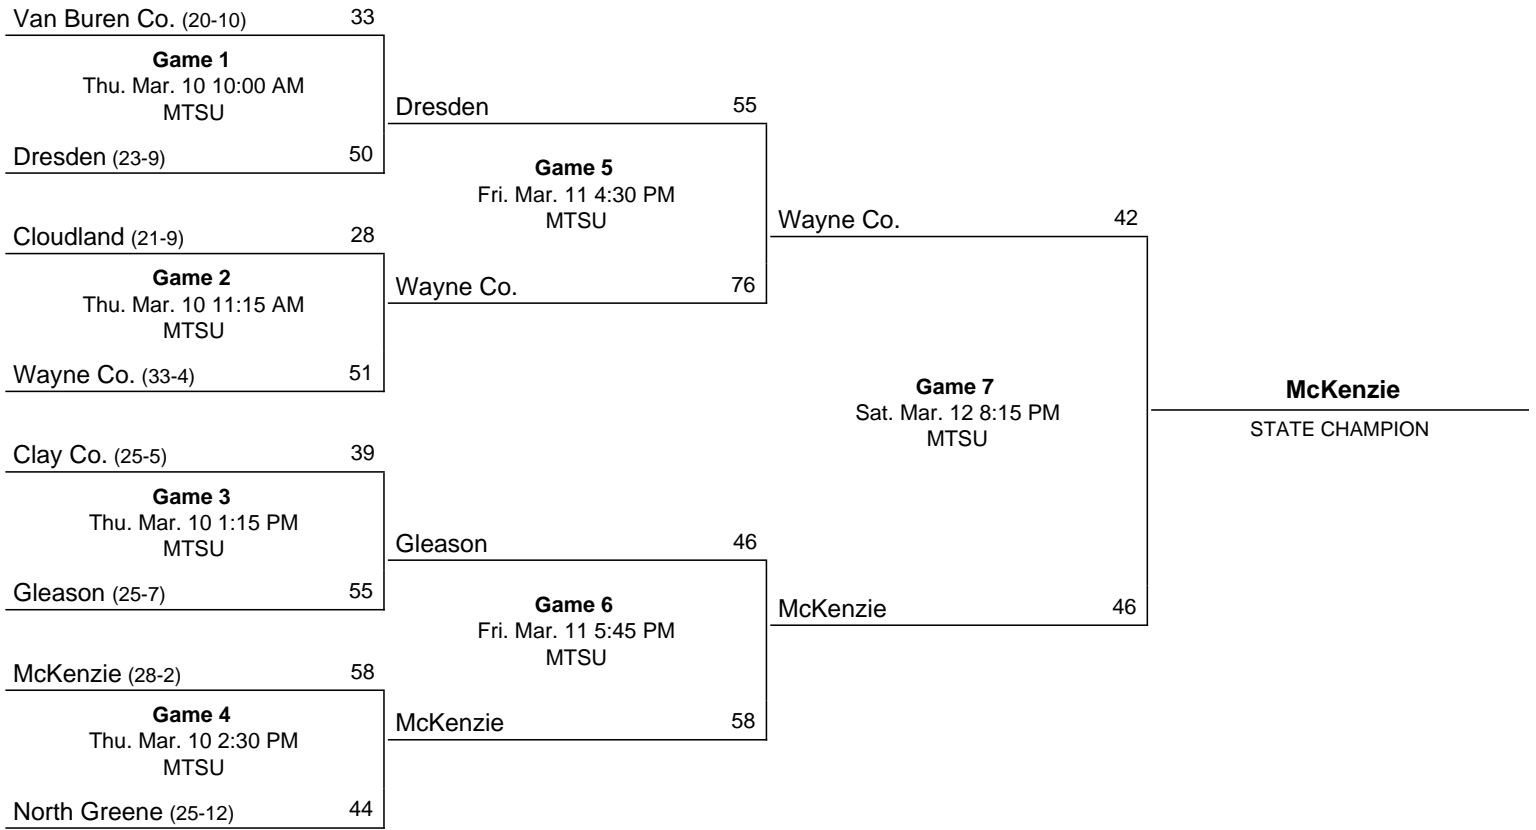 Van Buren Co. (20-10) 33
Game 1
Thu. Mar. 10 10:00 AM
MTSU
Dresden (23-9) 50
Cloudland (21-9) 28
Game 2
Thu. Mar. 10 11:15 AM
MTSU
Wayne Co. (33-4) 51
Clay Co. (25-5) 39
Game 3
Thu. Mar. 10 1:15 PM
MTSU
Gleason (25-7) 55
McKenzie (28-2) 58
Game 4
Thu. Mar. 10 2:30 PM
MTSU
North Greene (25-12) 44
Dresden 55
Game 5
Fri. Mar. 11 4:30 PM
MTSU
Wayne Co. 76
Gleason 46
Game 6
Fri. Mar. 11 5:45 PM
MTSU
McKenzie 58
Wayne Co. 42
Game 7
Sat. Mar. 12 8:15 PM
MTSU
McKenzie 46
McKenzie
STATE CHAMPION